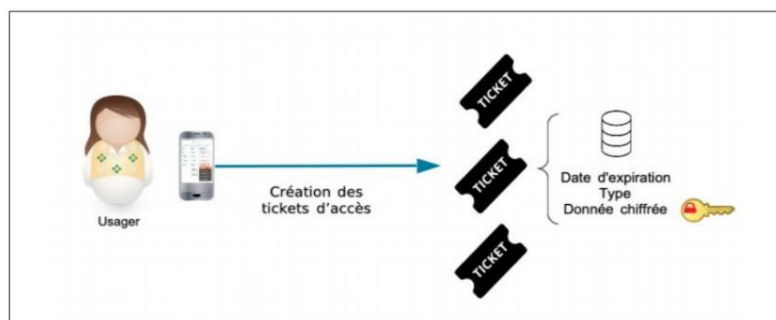 TICKET
TICKET
TICKET
Usager
Création des
tickets d'accès
Date d'expiration
Type
Donnée chiffrée